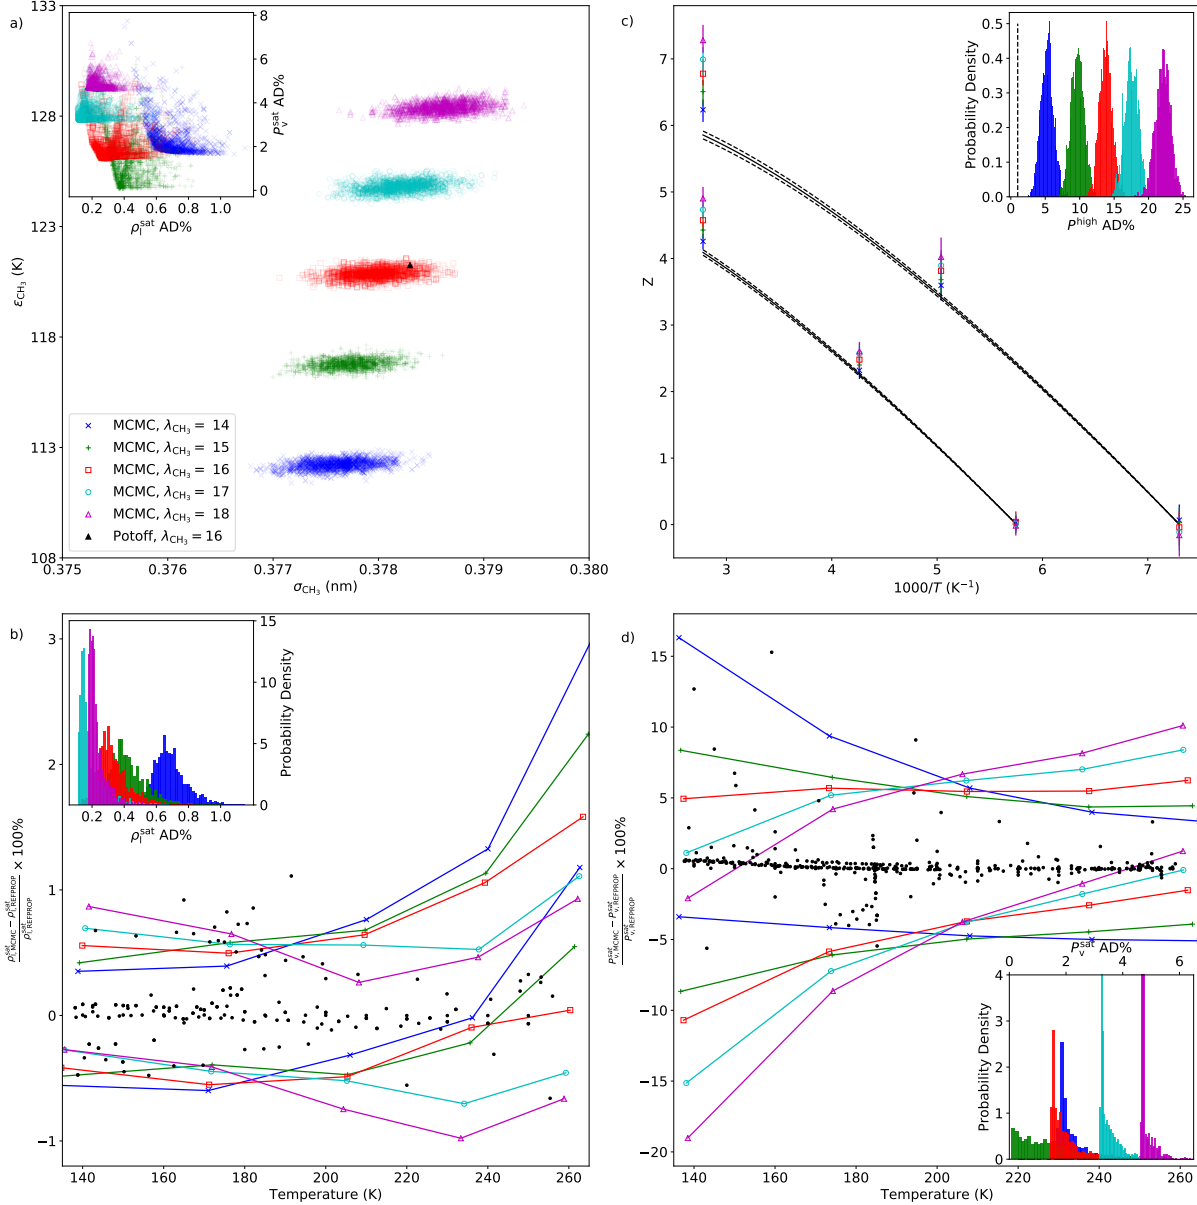 a)
8
6
4
2
0
P_v^sat AD%
0.2 0.4 0.6 0.8 1.0
ρ_l^sat AD%
133
128
123
118
113
108
ε_CH3 (K)
MCMC, λ_CH3 = 14
MCMC, λ_CH3 = 15
MCMC, λ_CH3 = 16
MCMC, λ_CH3 = 17
MCMC, λ_CH3 = 18
Potoff, λ_CH3 = 16
0.375 0.376 0.377 0.378 0.379 0.380
σ_CH3 (nm)
c)
7
6
5
4
3
2
1
0
Z
3 4 5 6 7
1000/T (K⁻¹)
0.5
0.4
0.3
0.2
0.1
0.0
Probability Density
0 5 10 15 20 25
P^high AD%
b)
3
2
1
0
−1
(ρ_l,MCMC^sat − ρ_l,REFPROP^sat)/ρ_l,REFPROP^sat × 100%
15
10
5
0
Probability Density
0.2 0.4 0.6 0.8 1.0
ρ_l^sat AD%
140 160 180 200 220 240 260
Temperature (K)
d)
15
10
5
0
−5
−10
−15
−20
(P_v,MCMC^sat − P_v,REFPROP^sat)/P_v,REFPROP^sat × 100%
P_v^sat AD%
0 2 4 6
4
3
2
1
0
Probability Density
140 160 180 200 220 240 260
Temperature (K)